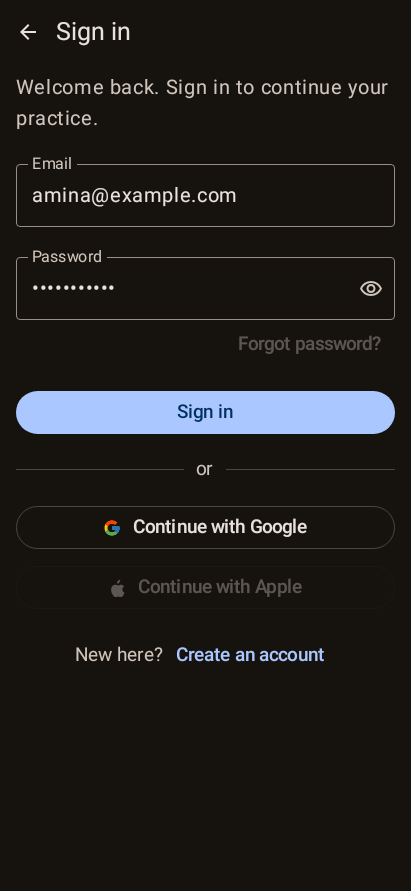 Sign in
Welcome back. Sign in to continue your
practice.
Email
amina@example.com
Password
•••••••••••
Forgot password?
Sign in
or
Continue with Google
Continue with Apple
New here? Create an account